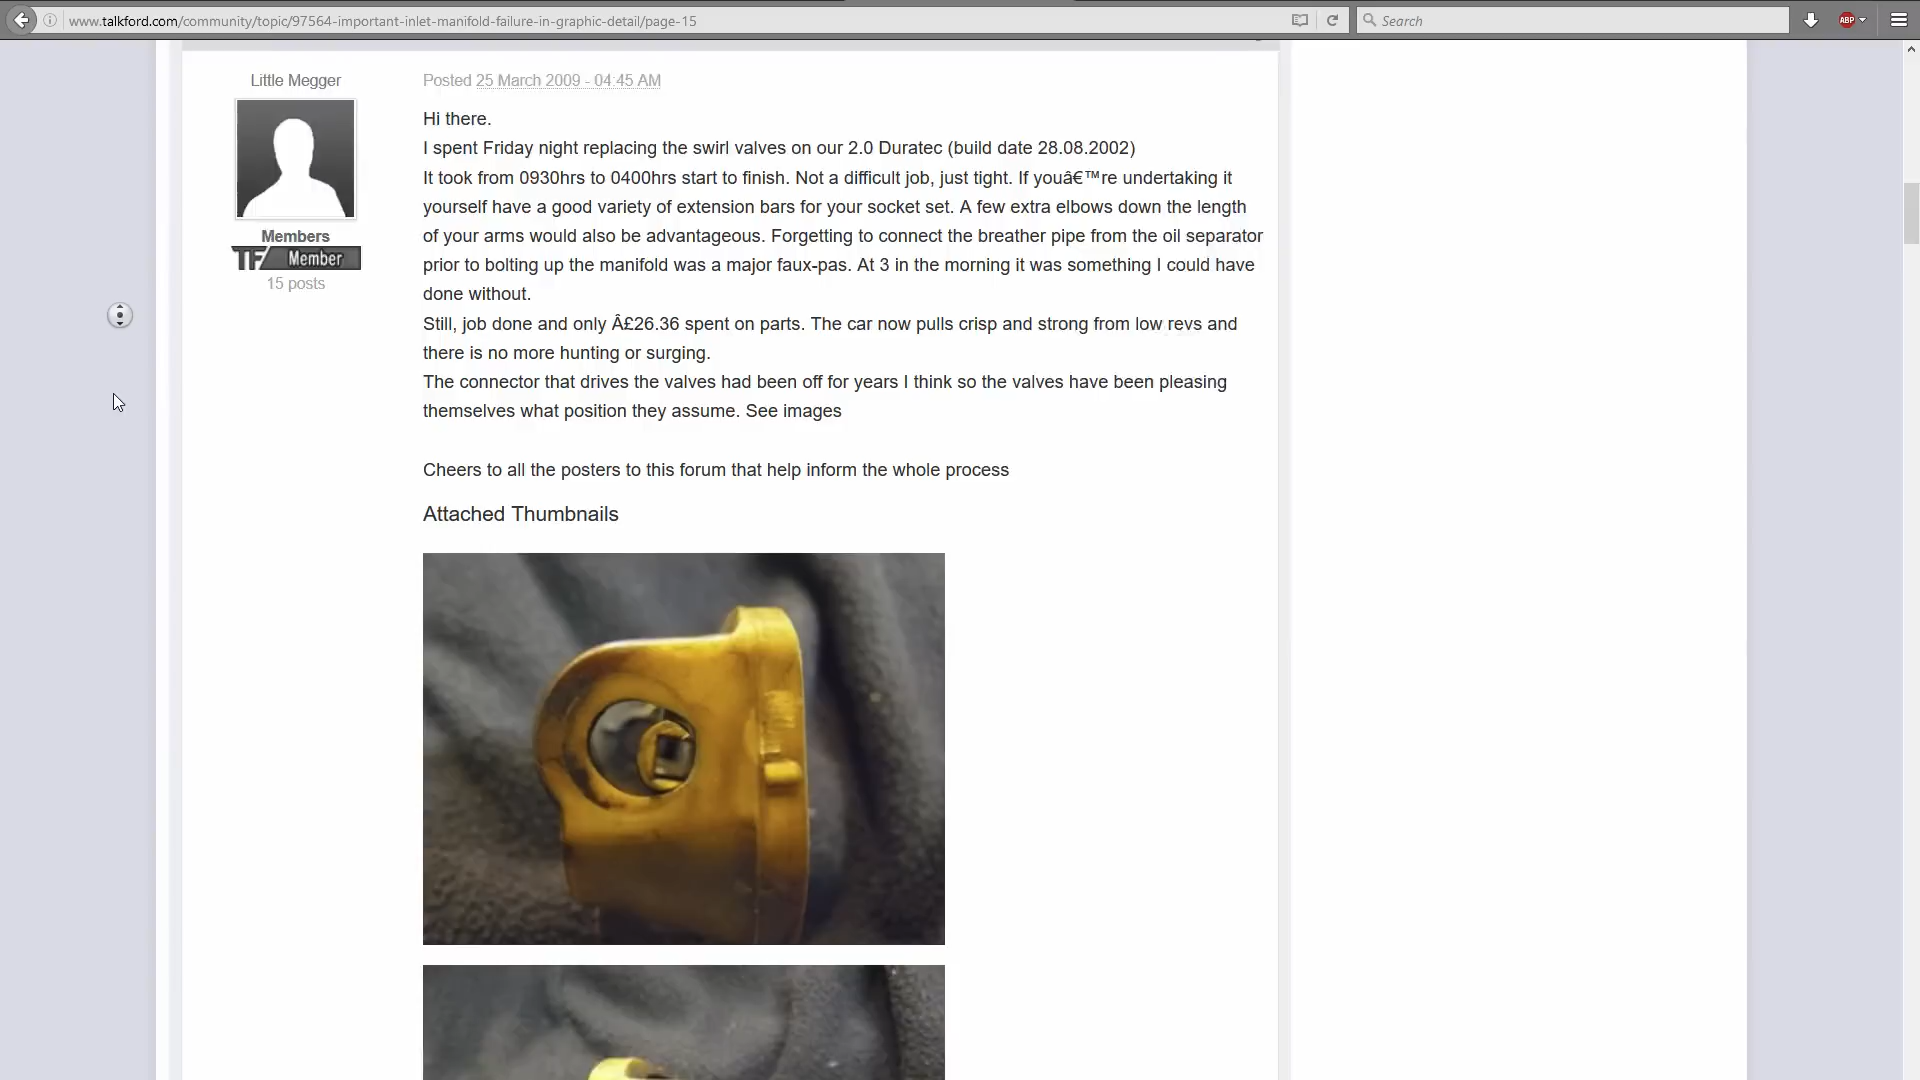 www.talkford.com/community/topic/97564-important-inlet-manifold-failure-in-graphic-detail/page-15
Search
ABP
Little Megger
Members
TF Member
15 posts
Posted 25 March 2009 - 04:45 AM
Hi there.
I spent Friday night replacing the swirl valves on our 2.0 Duratec (build date 28.08.2002)
It took from 0930hrs to 0400hrs start to finish. Not a difficult job, just tight. If youâ€™re undertaking it
yourself have a good variety of extension bars for your socket set. A few extra elbows down the length
of your arms would also be advantageous. Forgetting to connect the breather pipe from the oil separator
prior to bolting up the manifold was a major faux-pas. At 3 in the morning it was something I could have
done without.
Still, job done and only Â£26.36 spent on parts. The car now pulls crisp and strong from low revs and
there is no more hunting or surging.
The connector that drives the valves had been off for years I think so the valves have been pleasing
themselves what position they assume. See images
Cheers to all the posters to this forum that help inform the whole process
Attached Thumbnails